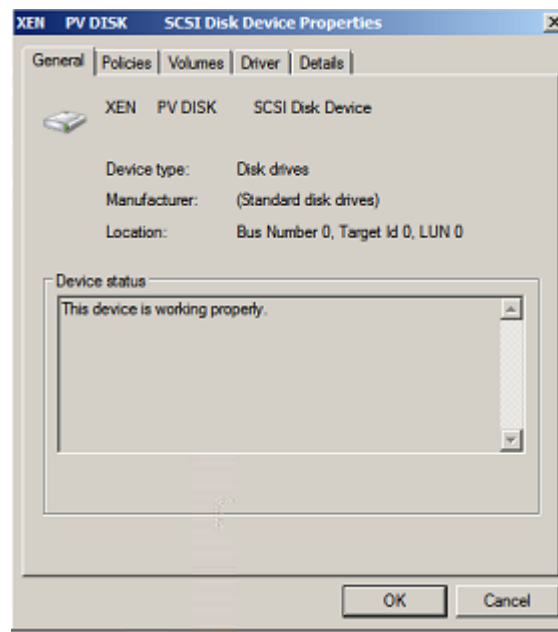 XEN PV DISK SCSI Disk Device Properties
General Policies Volumes Driver Details
XEN PV DISK SCSI Disk Device
Device type: Disk drives
Manufacturer: (Standard disk drives)
Location: Bus Number 0, Target Id 0, LUN 0
Device status
This device is working properly.
OK Cancel